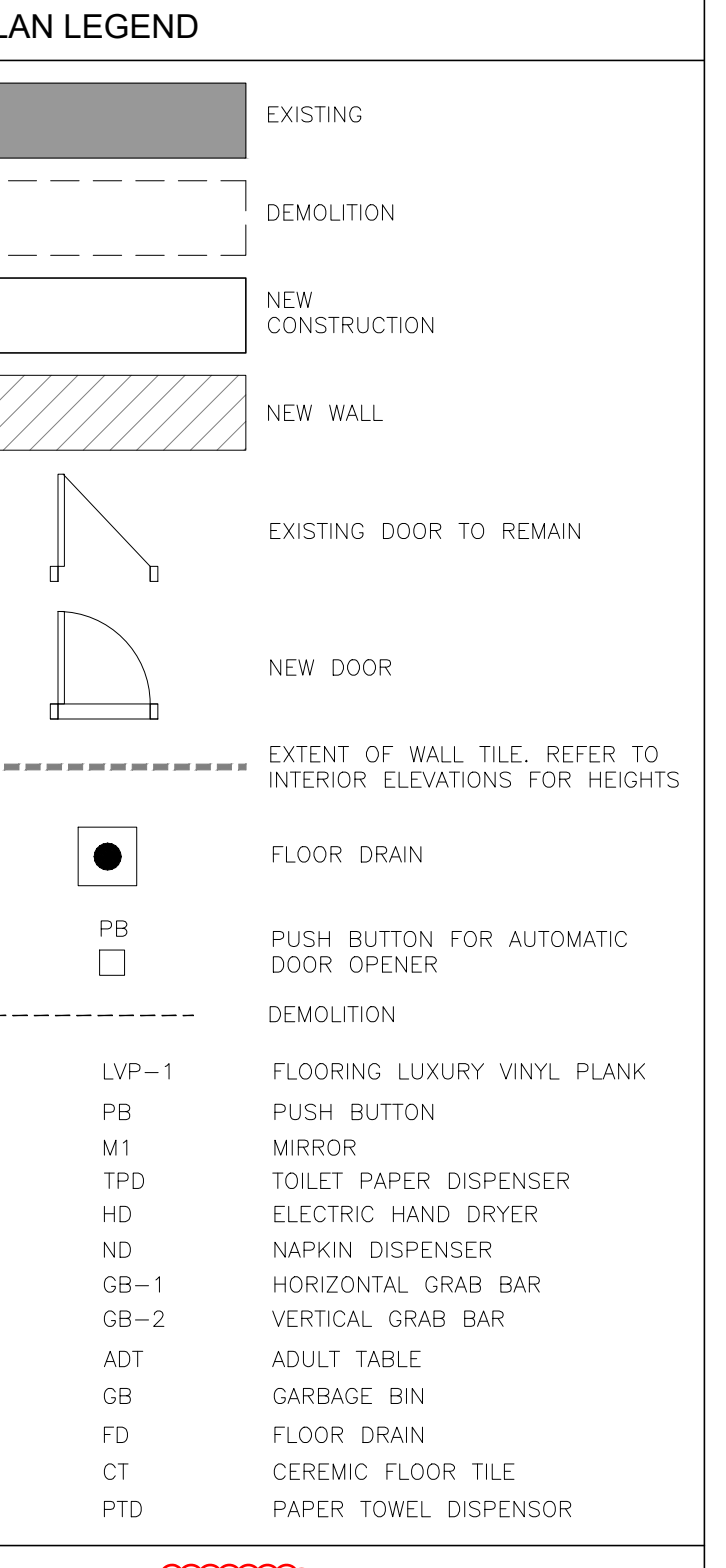 LAN LEGEND
EXISTING
DEMOLITION
NEW
CONSTRUCTION
NEW WALL
EXISTING DOOR TO REMAIN
NEW DOOR
EXTENT OF WALL TILE. REFER TO
INTERIOR ELEVATIONS FOR HEIGHTS
FLOOR DRAIN
PB
PUSH BUTTON FOR AUTOMATIC
DOOR OPENER
DEMOLITION
LVP-1 FLOORING LUXURY VINYL PLANK
PB PUSH BUTTON
M1 MIRROR
TPD TOILET PAPER DISPENSER
HD ELECTRIC HAND DRYER
ND NAPKIN DISPENSER
GB-1 HORIZONTAL GRAB BAR
GB-2 VERTICAL GRAB BAR
ADT ADULT TABLE
GB GARBAGE BIN
FD FLOOR DRAIN
CT CEREMIC FLOOR TILE
PTD PAPER TOWEL DISPENSOR